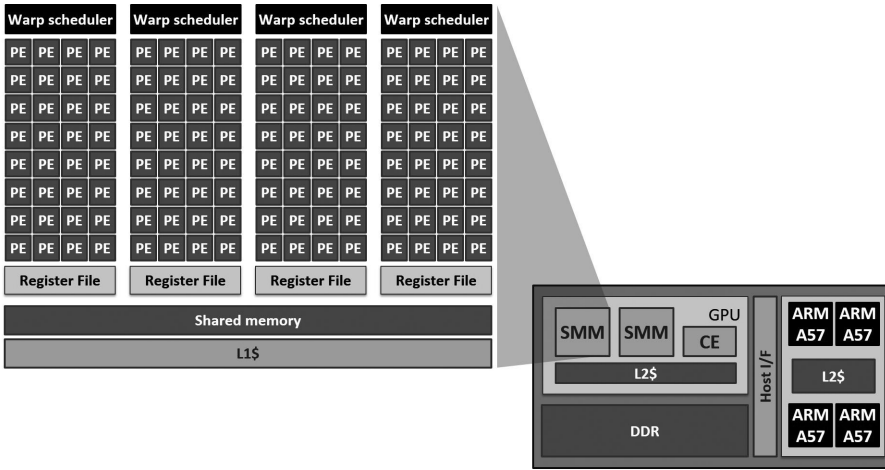 Warp scheduler Warp scheduler Warp scheduler Warp scheduler
PE PE PE PE PE PE PE PE PE PE PE PE PE PE PE PE
PE PE PE PE PE PE PE PE PE PE PE PE PE PE PE PE
PE PE PE PE PE PE PE PE PE PE PE PE PE PE PE PE
PE PE PE PE PE PE PE PE PE PE PE PE PE PE PE PE
PE PE PE PE PE PE PE PE PE PE PE PE PE PE PE PE
PE PE PE PE PE PE PE PE PE PE PE PE PE PE PE PE
PE PE PE PE PE PE PE PE PE PE PE PE PE PE PE PE
PE PE PE PE PE PE PE PE PE PE PE PE PE PE PE PE
Register File Register File Register File Register File
Shared memory
L1$
GPU
SMM SMM CE
L2$
DDR
Host I/F
ARM ARM
A57 A57
L2$
ARM ARM
A57 A57